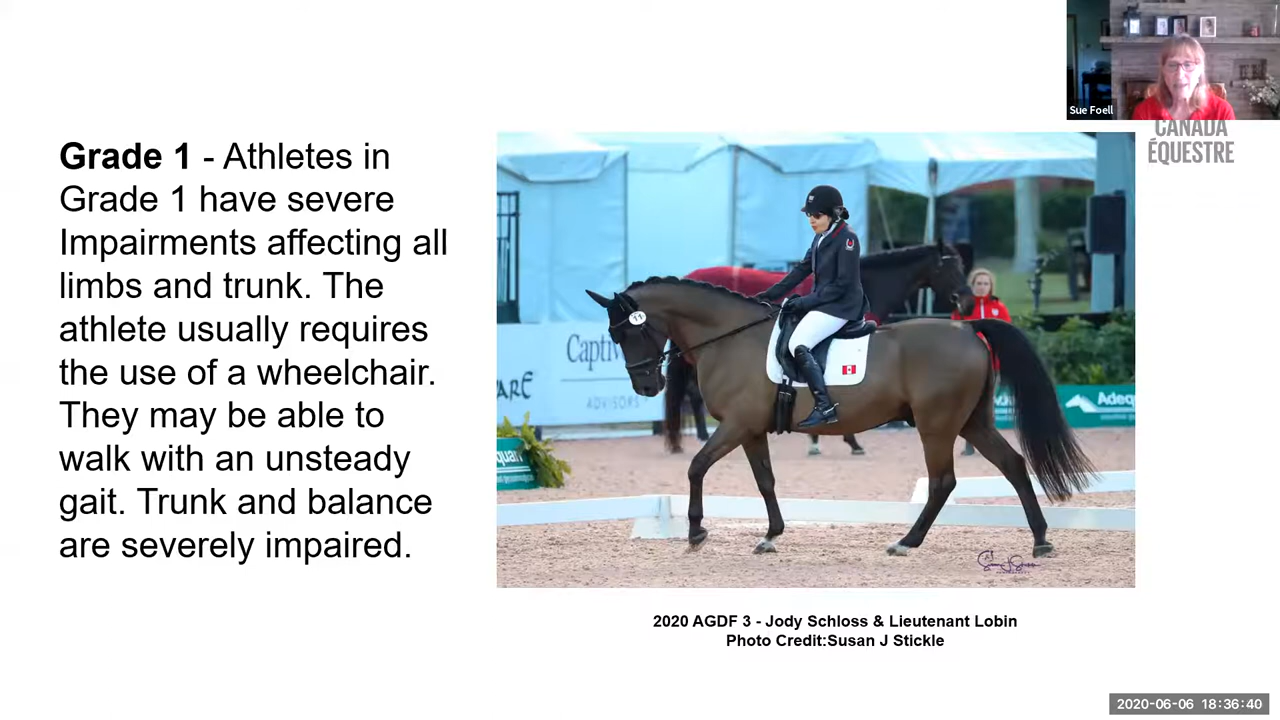 Sue Foell
CANADA
ÉQUESTRE
Grade 1 - Athletes in
Grade 1 have severe
Impairments affecting all
limbs and trunk. The
athlete usually requires
the use of a wheelchair.
They may be able to
walk with an unsteady
gait. Trunk and balance
are severely impaired.
11
Captiv
ADVISORS
Adequ
quan
2020 AGDF 3 - Jody Schloss & Lieutenant Lobin
Photo Credit:Susan J Stickle
2020-06-06 18:36:40